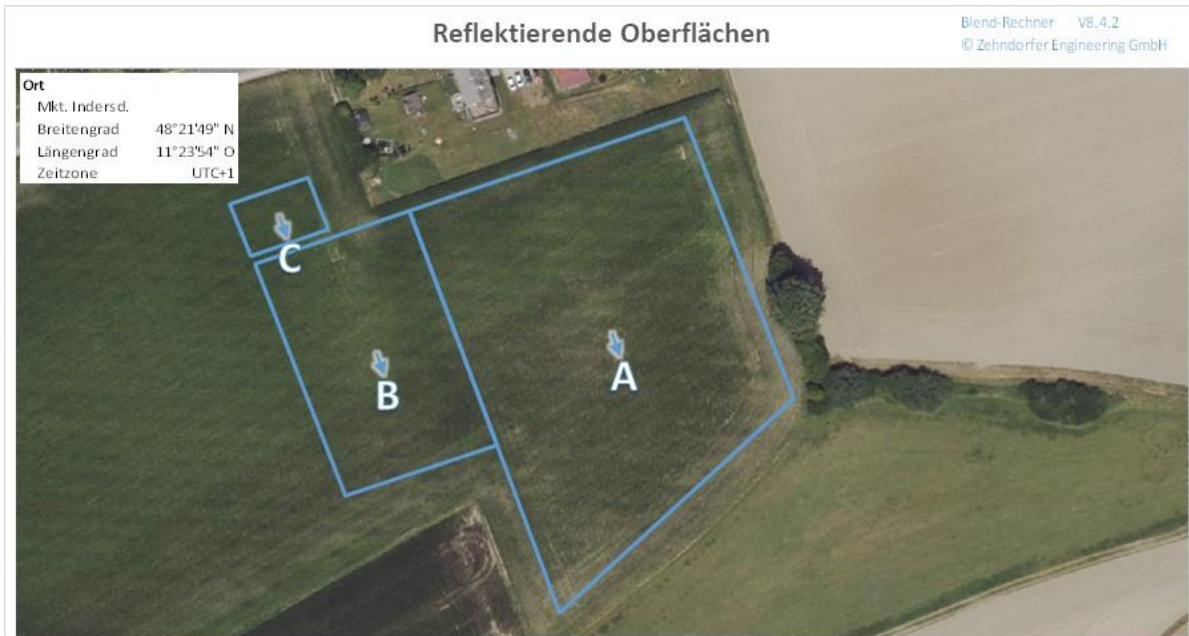 Reflektierende Oberflächen
Blend-Rechner V8.4.2
© Zehndorfer Engineering GmbH
Ort
Mkt. Indersd.
Breitengrad 48°21'49" N
Längengrad 11°23'54" O
Zeitzone UTC+1
C
B
A